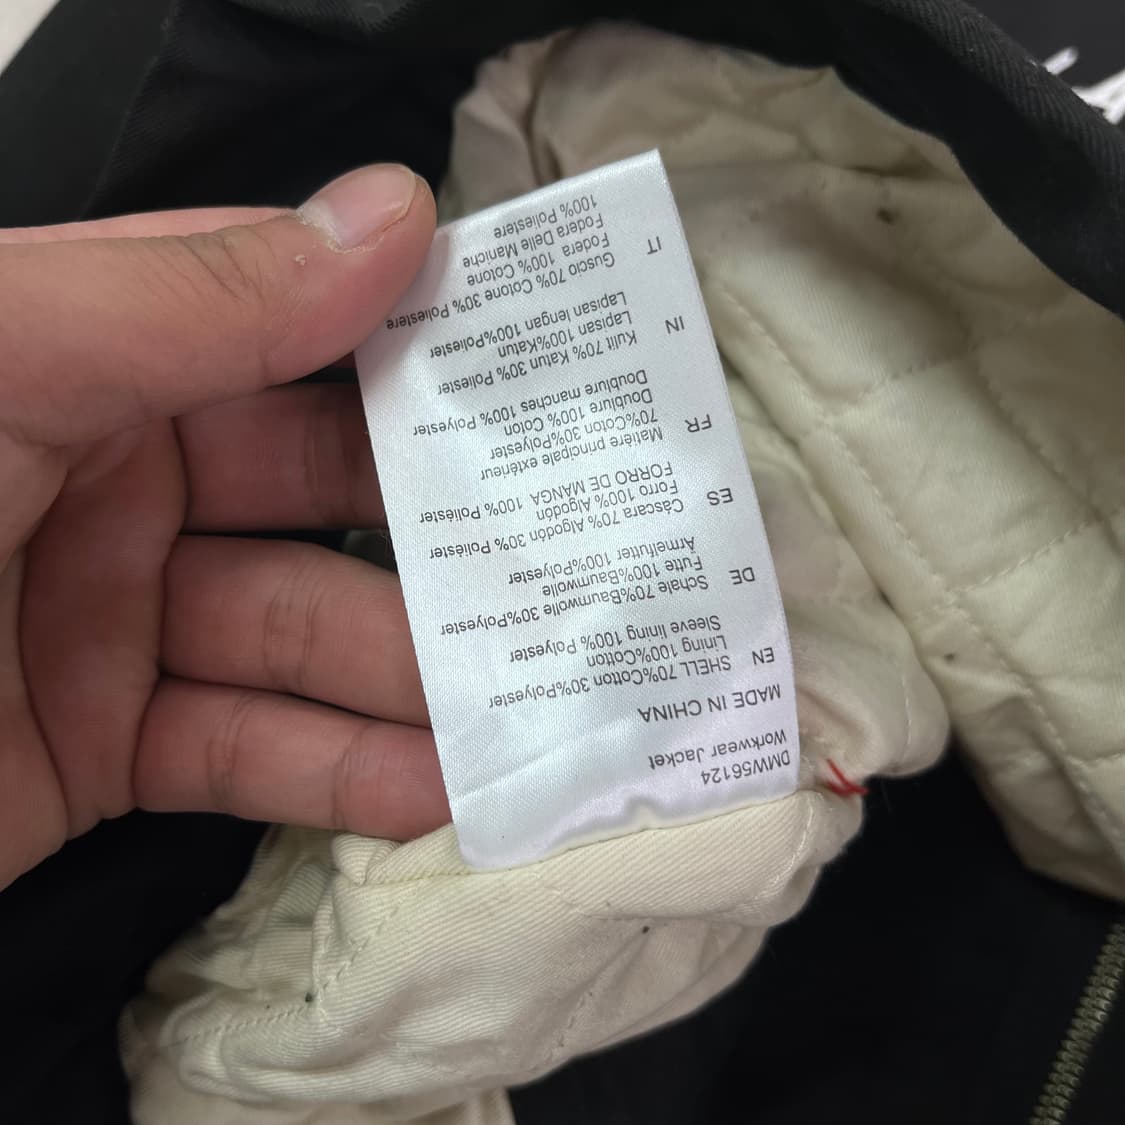 DMW56124
Workwear Jacket
MADE IN CHINA
EN SHELL 70%Cotton 30%Polyester
Lining 100%Cotton
Sleeve lining 100% Polyester
DE Schale 70%Baumwolle 30%Polyester
Futte 100%Baumwolle
Ärmelfutter 100%Polyester
ES Cáscara 70% Algodón 30% Poliéster
Forro 100% Algodón
FORRO DE MANGA 100% Poliéster
FR Matière principale extérieur
70%Coton 30%Polyester
Doublure 100% Coton
Doublure manches 100% Polyester
IN Kulit 70% Katun 30% Poliester
Lapisan 100%Katun
Lapisan lengan 100%Poliester
IT Guscio 70% Cotone 30% Poliestere
Fodera 100% Cotone
Fodera Delle Maniche
100% Poliestere